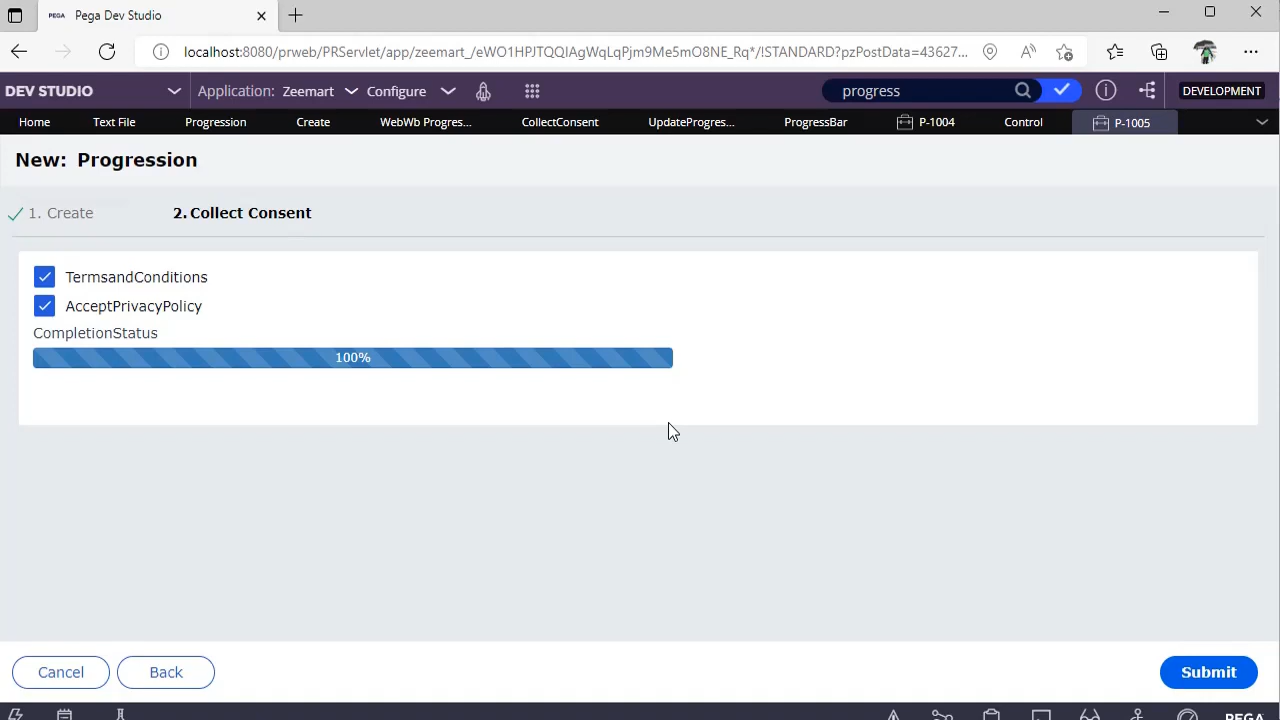 Pega Dev Studio
localhost:8080/prweb/PRServlet/app/zeemart_/eWO1HPJTQQIAgWqLqPjm9Me5mO8NE_Rq*/!STANDARD?pzPostData=43627...
DEV STUDIO Application: Zeemart Configure progress DEVELOPMENT
Home Text File Progression Create WebWb Progres... CollectConsent UpdateProgres... ProgressBar P-1004 Control P-1005
New: Progression
1. Create 2. Collect Consent
TermsandConditions
AcceptPrivacyPolicy
CompletionStatus
100%
Cancel Back Submit
PEGA